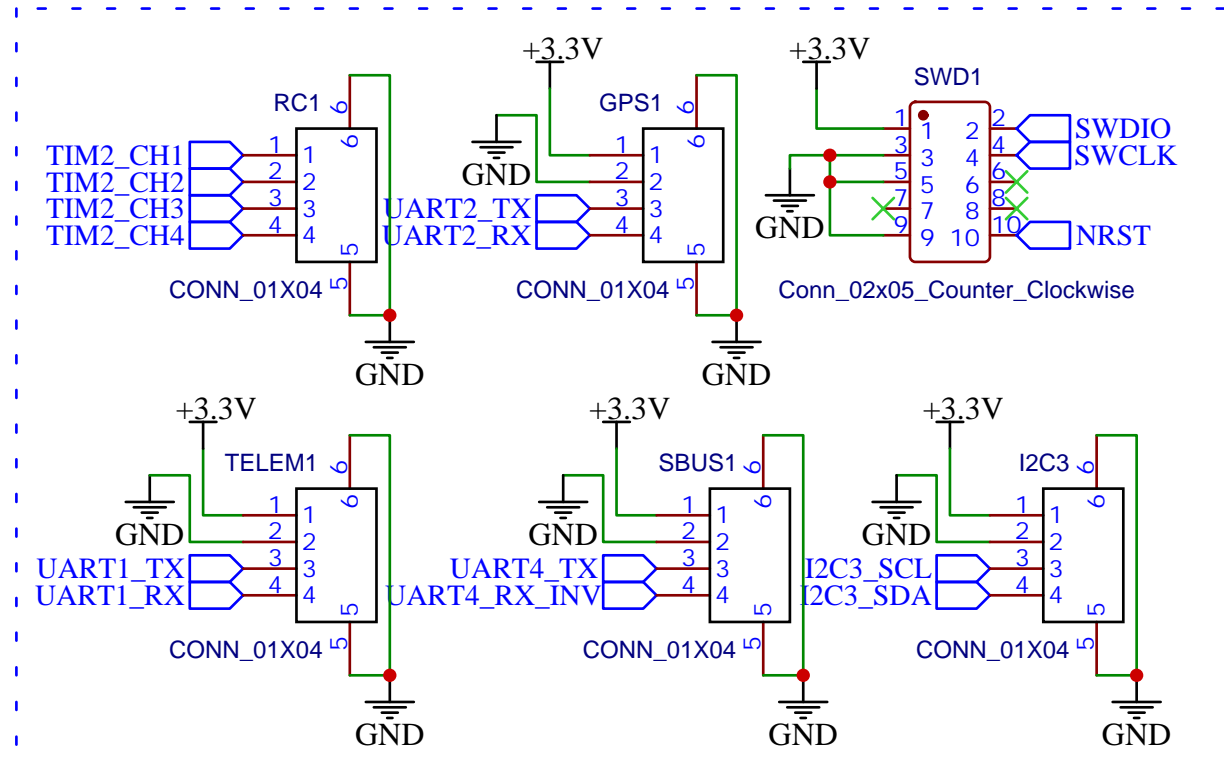 +3.3V
+3.3V
RC1
GPS1
SWD1
6
6
6
6
TIM2_CH1 1 1
TIM2_CH2 2 2
TIM2_CH3 3 3
TIM2_CH4 4 4
5
5
CONN_01X04
GND
GND
1 1
2 2
UART2_TX 3 3
UART2_RX 4 4
5
5
CONN_01X04
GND
1 1 2 2 SWDIO
3 3 4 4 SWCLK
5 5 6 6
7 7 8 8
9 9 10 10 NRST
GND
Conn_02x05_Counter_Clockwise
GND
+3.3V
+3.3V
+3.3V
TELEM1
SBUS1
I2C3
6
6
6
6
6
6
GND
1 1
2 2
UART1_TX 3 3
UART1_RX 4 4
5
5
CONN_01X04
GND
GND
1 1
2 2
UART4_TX 3 3
UART4_RX_INV 4 4
5
5
CONN_01X04
GND
GND
1 1
2 2
I2C3_SCL 3 3
I2C3_SDA 4 4
5
5
CONN_01X04
GND